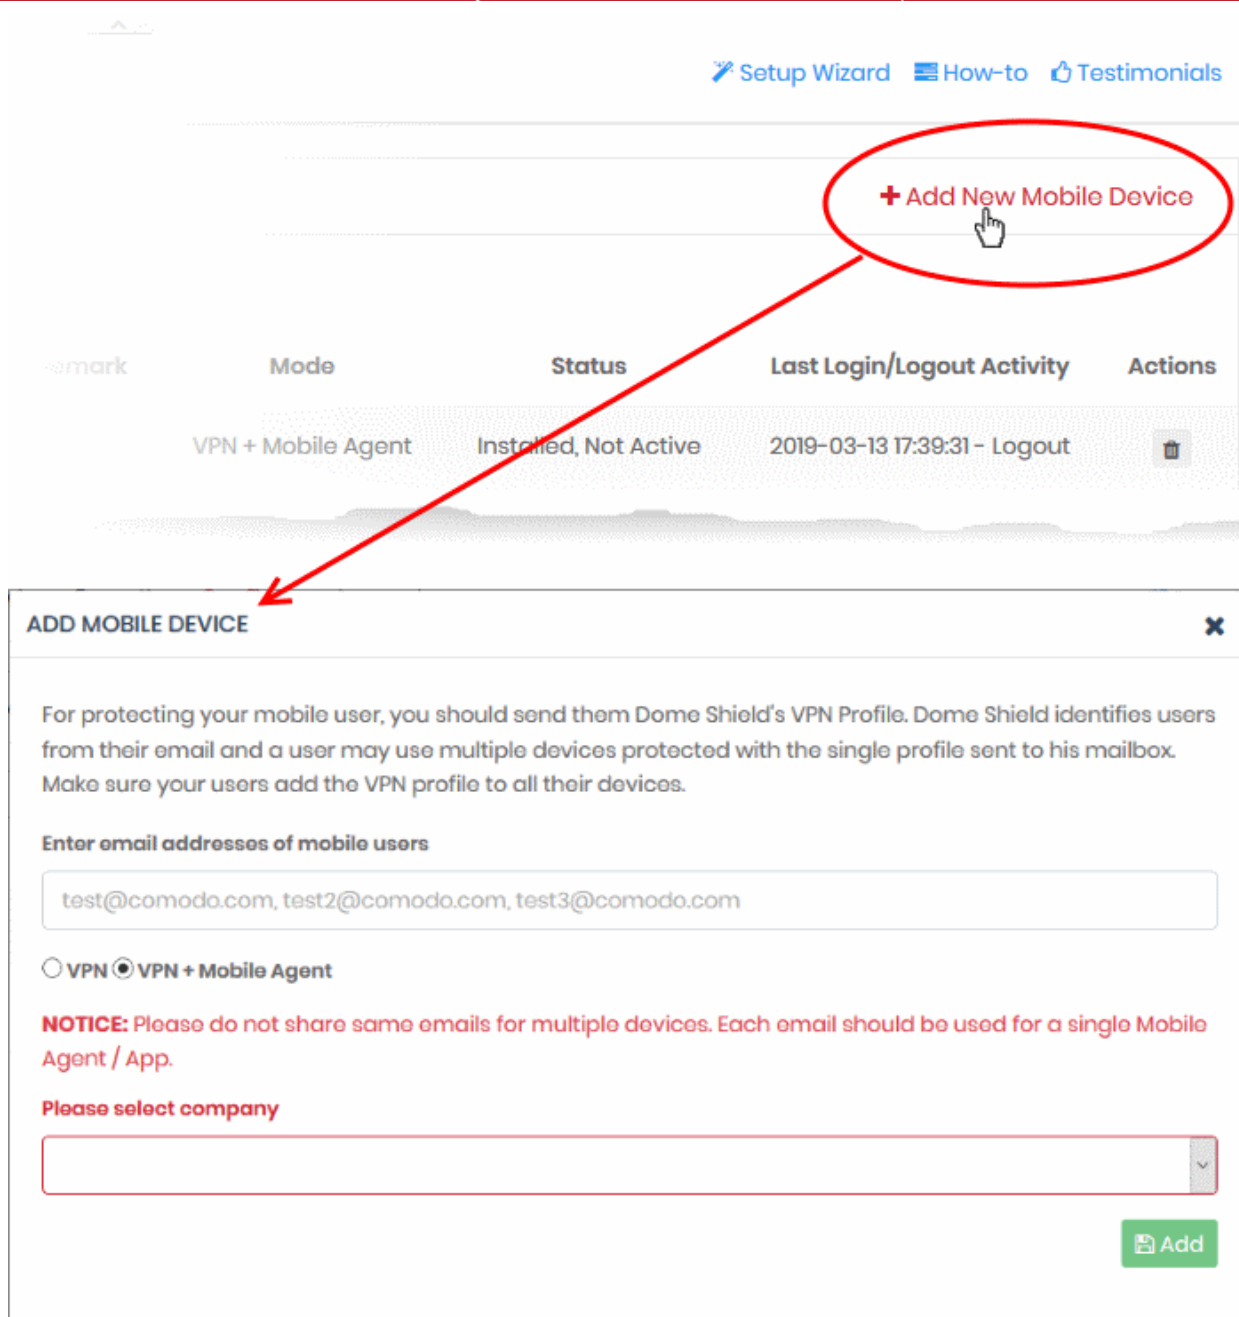 Setup Wizard How-to Testimonials
+ Add New Mobile Device
mark Mode Status Last Login/Logout Activity Actions
VPN + Mobile Agent Installed, Not Active 2019-03-13 17:39:31 - Logout
ADD MOBILE DEVICE
For protecting your mobile user, you should send them Dome Shield's VPN Profile. Dome Shield identifies users
from their email and a user may use multiple devices protected with the single profile sent to his mailbox.
Make sure your users add the VPN profile to all their devices.
Enter email addresses of mobile users
test@comodo.com, test2@comodo.com, test3@comodo.com
VPN VPN + Mobile Agent
NOTICE: Please do not share same emails for multiple devices. Each email should be used for a single Mobile
Agent / App.
Please select company
Add